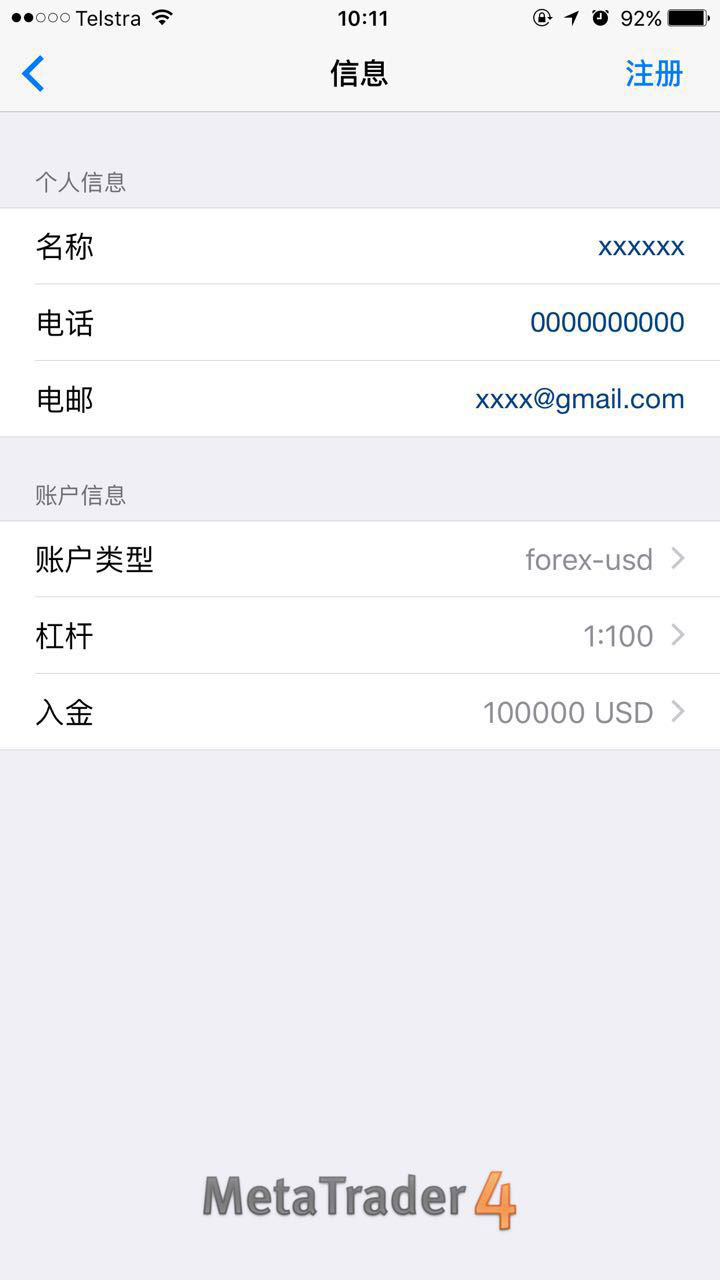 Telstra 10:11 92%
信息 注册
个人信息
名称 xxxxxx
电话 0000000000
电邮 xxxx@gmail.com
账户信息
账户类型 forex-usd
杠杆 1:100
入金 100000 USD
MetaTrader 4